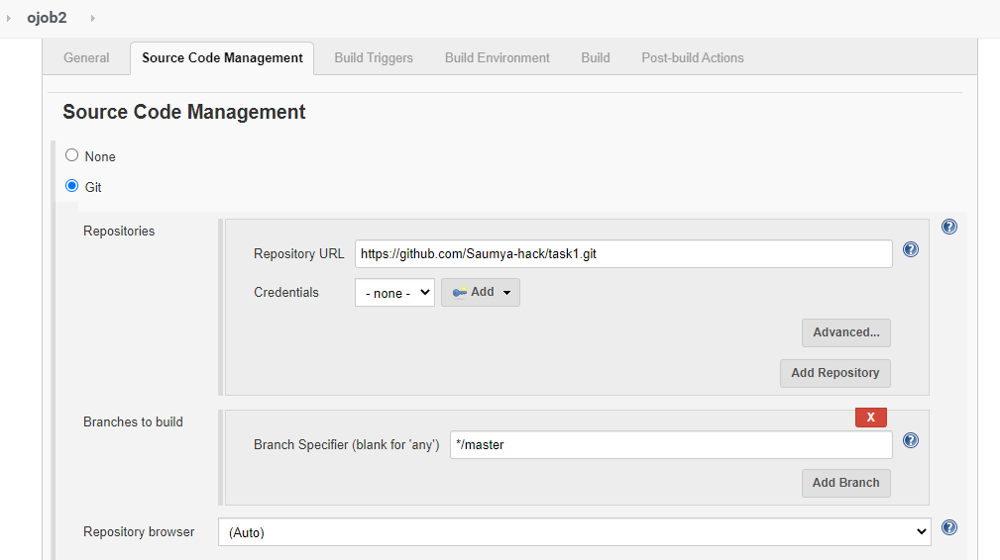 ojob2
General Source Code Management Build Triggers Build Environment Build Post-build Actions
Source Code Management
None
Git
Repositories
Repository URL https://github.com/Saumya-hack/task1.git
Credentials - none - Add
Advanced...
Add Repository
Branches to build
X
Branch Specifier (blank for 'any') */master
Add Branch
Repository browser (Auto)